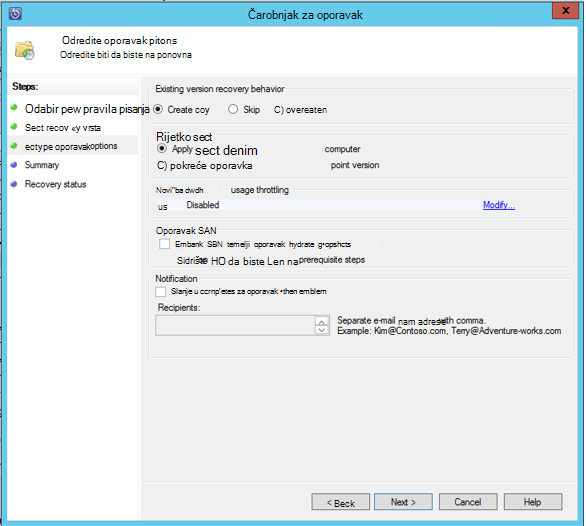 Čarobnjak za oporavak
x
Odredite oporavak pitons
Odredite biti da biste na ponovna
Steps:
Odabir pew pravila pisanja
Sect recov «y vrsta
ectype oporavakoptions
Summary
Recovery status
Existing version recovery behavior
Create coy Skip C) overeaten
Rijetko sect
Apply sect denim computer
C) pokreće oporavka point version
Novi"ba dwdh usage throttling
us Disabled Modify...
Oporavak SAN
Embank SBN temelji oporavak hydrate g•opshcts
Sidrište HO da biste Len na prerequisite steps
Notification
Slanje u ccrnp'etes za oporavak •then emblem
Recipients:
Separate e-mail nam adrese with comma.
Example: Kim@Contoso.com, Terry@Adventure-works.com
< Beck Next > Cancel Help